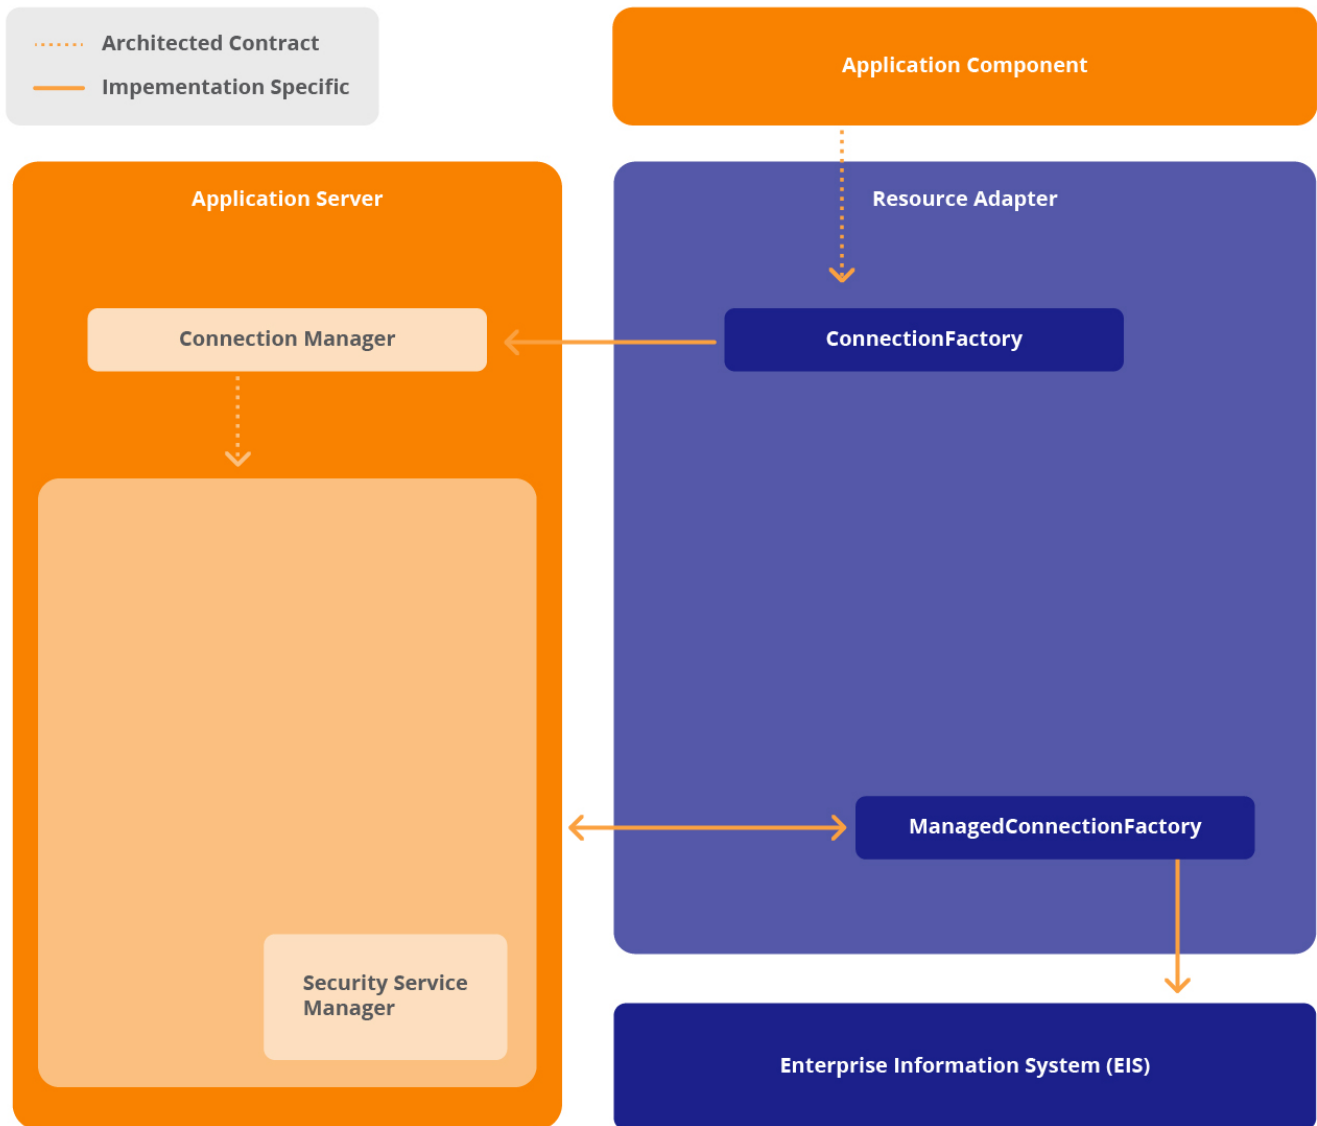 Architected Contract
Impementation Specific
Application Component
Application Server
Resource Adapter
Connection Manager
ConnectionFactory
ManagedConnectionFactory
Security Service
Manager
Enterprise Information System (EIS)